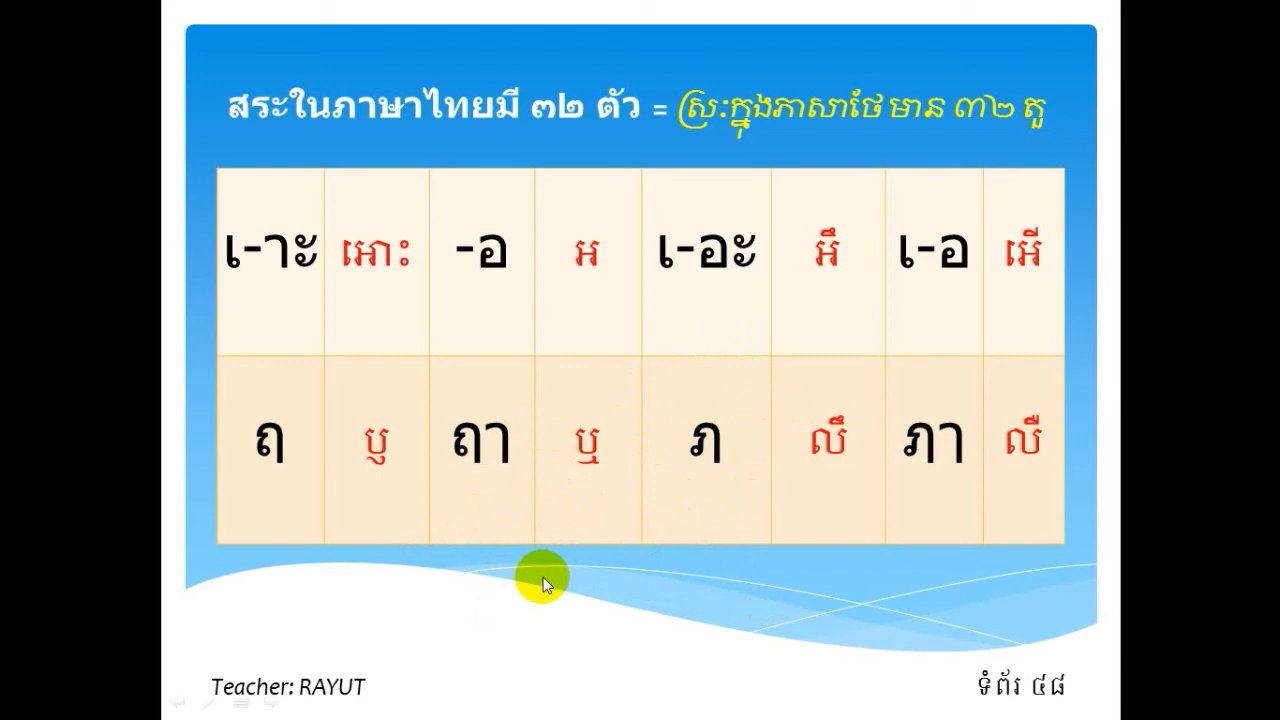 สระในภาษาไทยมี ๓๒ ตัว = ស្រៈក្នុងភាសាថៃ មាន ៣២ តួ
เ-าะ អោះ -อ អ เ-อะ អឹ เ-อ អើ
ฤ ឫ ฤๅ ឬ ฦ លឹ ฦๅ លឺ
Teacher: RAYUT
ទំព័រ ៤៨